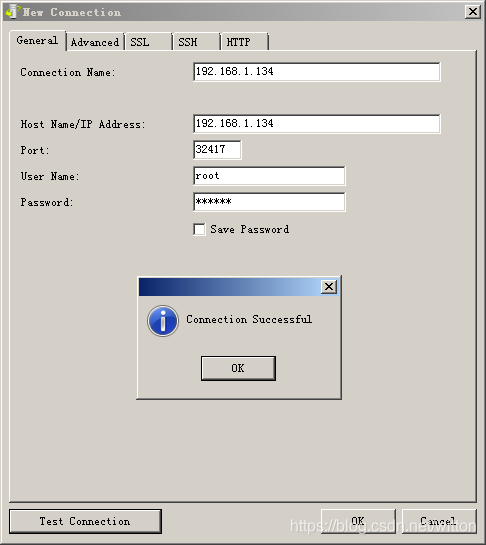 New Connection
General Advanced SSL SSH HTTP
Connection Name: 192.168.1.134
Host Name/IP Address: 192.168.1.134
Port: 32417
User Name: root
Password: ******
Save Password
Connection Successful
OK
Test Connection OK Cancel
https://blog.csdn.net/witton